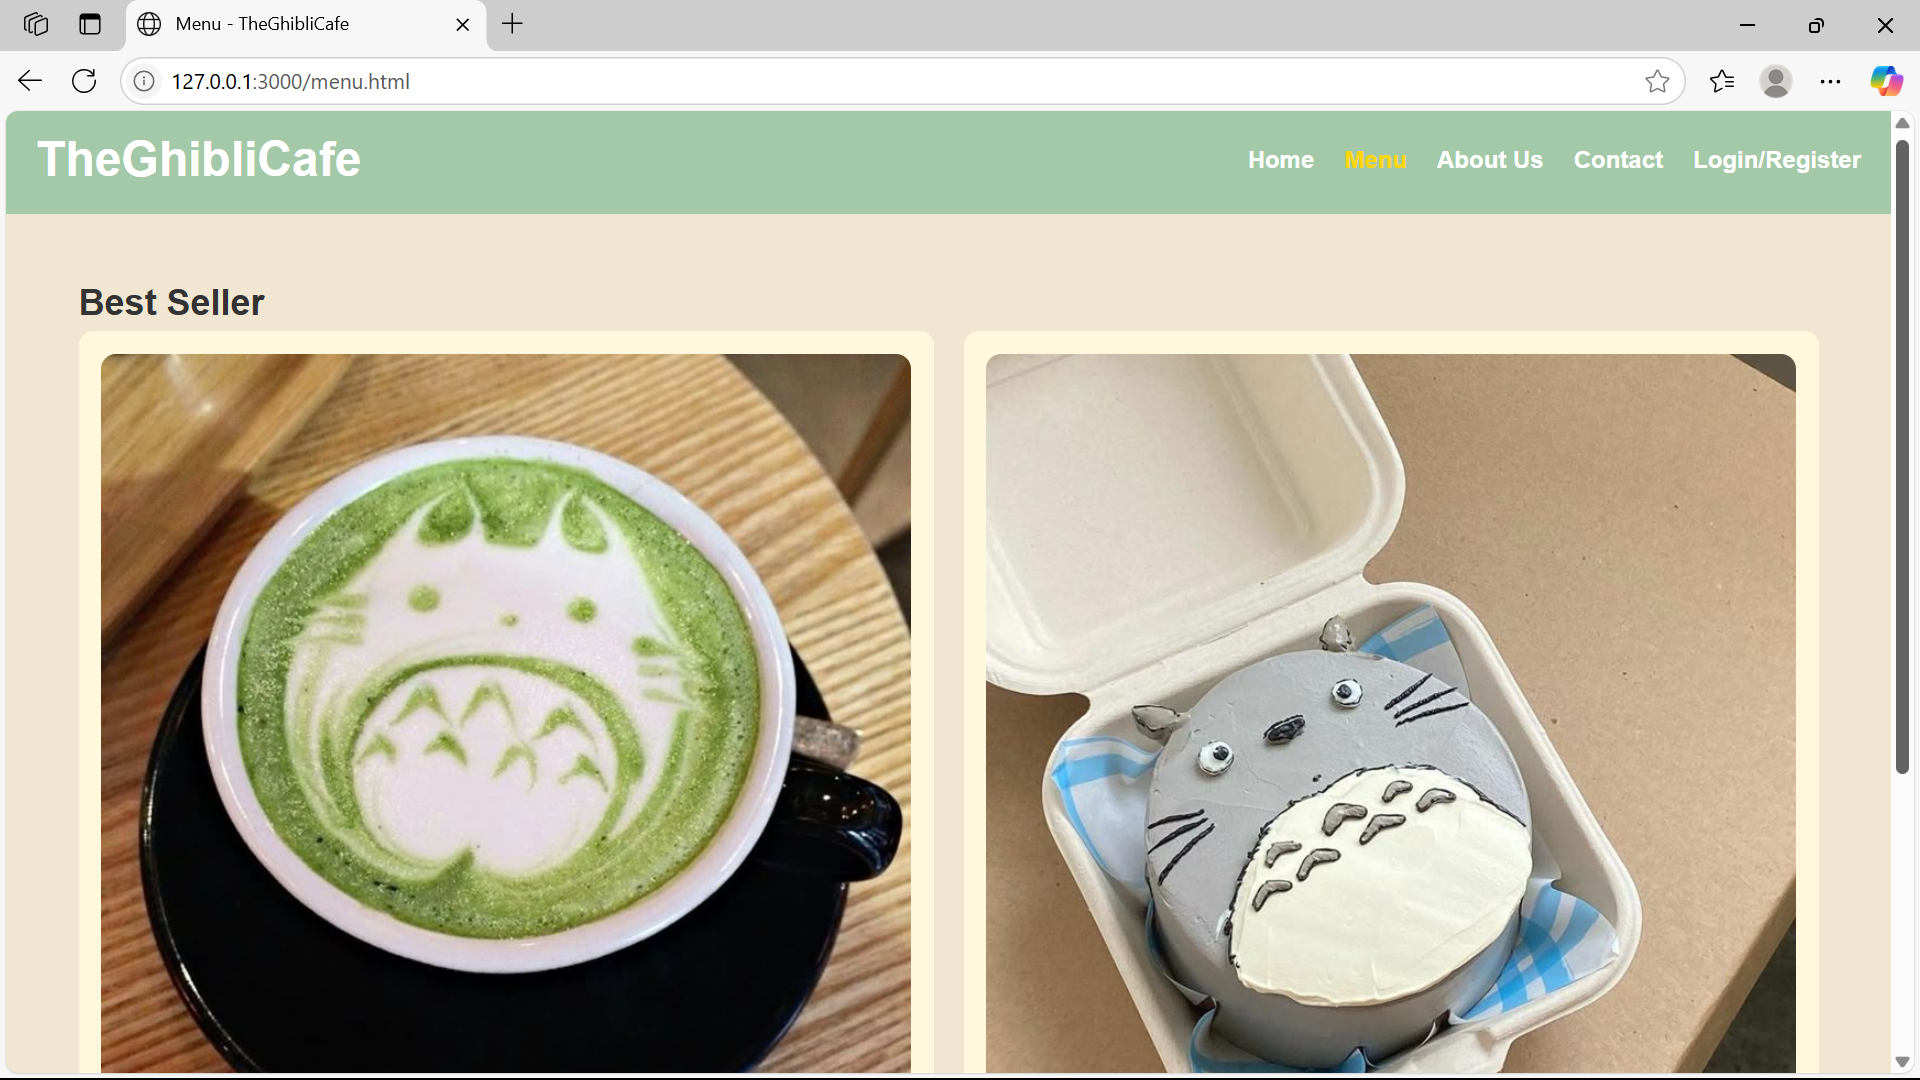 Menu - TheGhibliCafe
127.0.0.1:3000/menu.html
TheGhibliCafe
Home Menu About Us Contact Login/Register
Best Seller